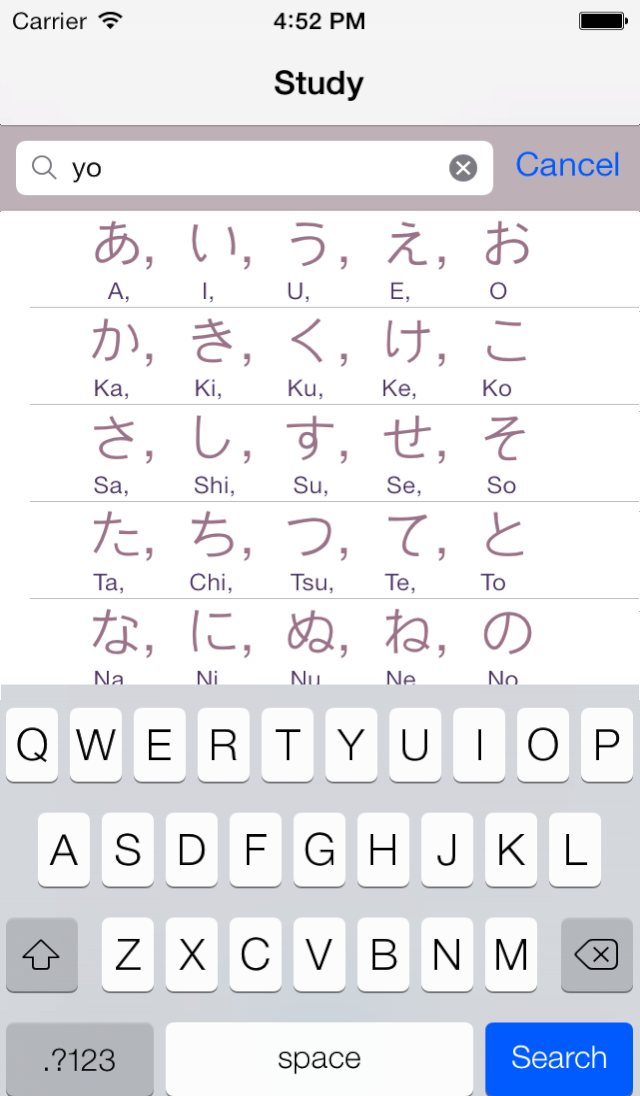 Carrier 4:52 PM
Study
yo Cancel
あ, い, う, え, お
A, I, U, E, O
か, き, く, け, こ
Ka, Ki, Ku, Ke, Ko
さ, し, す, せ, そ
Sa, Shi, Su, Se, So
た, ち, つ, て, と
Ta, Chi, Tsu, Te, To
な, に, ぬ, ね, の
Na Ni Nu Ne No
Q W E R T Y U I O P
A S D F G H J K L
Z X C V B N M
.?123 space Search